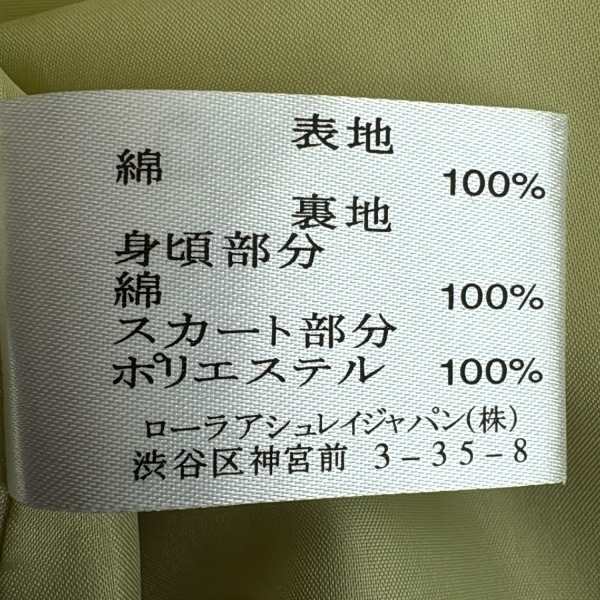 表地
綿 100%
裏地
身頃部分
綿 100%
スカート部分
ポリエステル 100%
ローラアシュレイジャパン(株)
渋谷区神宮前 3-35-8